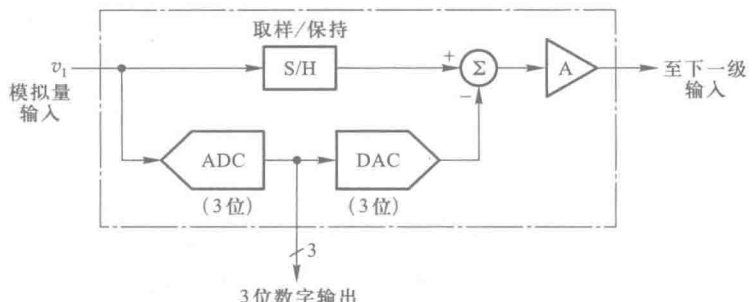 取样/保持
v₁
S/H
+
Σ
−
A
至下一级
输入
模拟量
输入
ADC
DAC
(3位)
(3位)
3
3位数字输出